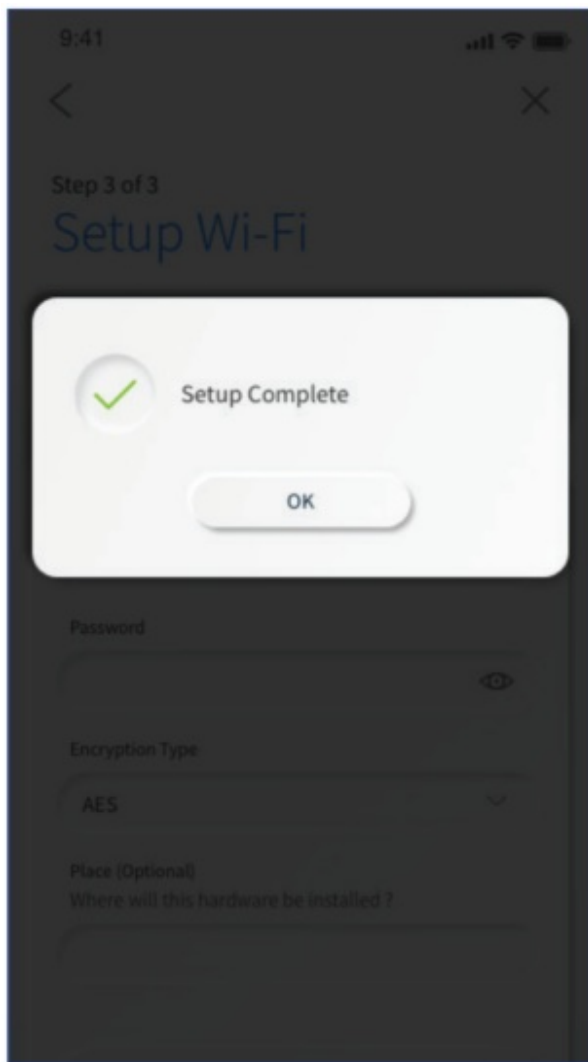 9:41
Step 3 of 3
Setup Wi-Fi
Setup Complete
OK
Password
Encryption Type
AES
Place (Optional)
Where will this hardware be installed ?